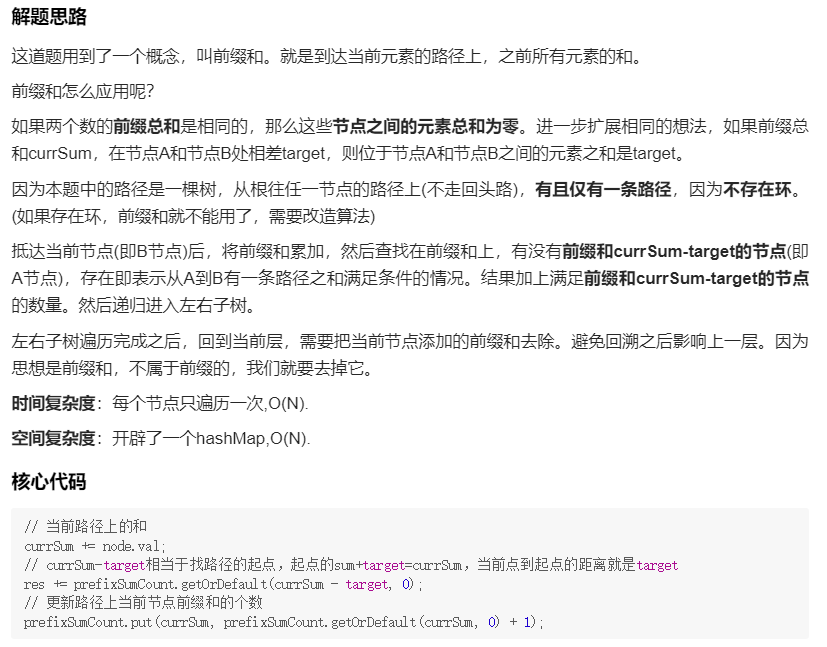 解题思路
这道题用到了一个概念，叫前缀和。就是到达当前元素的路径上，之前所有元素的和。
前缀和怎么应用呢?
如果两个数的前缀总和是相同的，那么这些节点之间的元素总和为零。进一步扩展相同的想法，如果前缀总
和currSum，在节点A和节点B处相差target，则位于节点A和节点B之间的元素之和是target。
因为本题中的路径是一棵树，从根往任一节点的路径上(不走回头路)，有且仅有一条路径，因为不存在环。
(如果存在环，前缀和就不能用了，需要改造算法)
抵达当前节点(即B节点)后，将前缀和累加，然后查找在前缀和上，有没有前缀和currSum-target的节点(即
A节点)，存在即表示从A到B有一条路径之和满足条件的情况。结果加上满足前缀和currSum-target的节点
的数量。然后递归进入左右子树。
左右子树遍历完成之后，回到当前层，需要把当前节点添加的前缀和去除。避免回溯之后影响上一层。因为
思想是前缀和，不属于前缀的，我们就要去掉它。
时间复杂度：每个节点只遍历一次,O(N).
空间复杂度：开辟了一个hashMap,O(N).
核心代码
// 当前路径上的和
currSum += node.val;
// currSum-target相当于找路径的起点，起点的sum+target=currSum，当前点到起点的距离就是target
res += prefixSumCount.getOrDefault(currSum - target, 0);
// 更新路径上当前节点前缀和的个数
prefixSumCount.put(currSum, prefixSumCount.getOrDefault(currSum, 0) + 1);